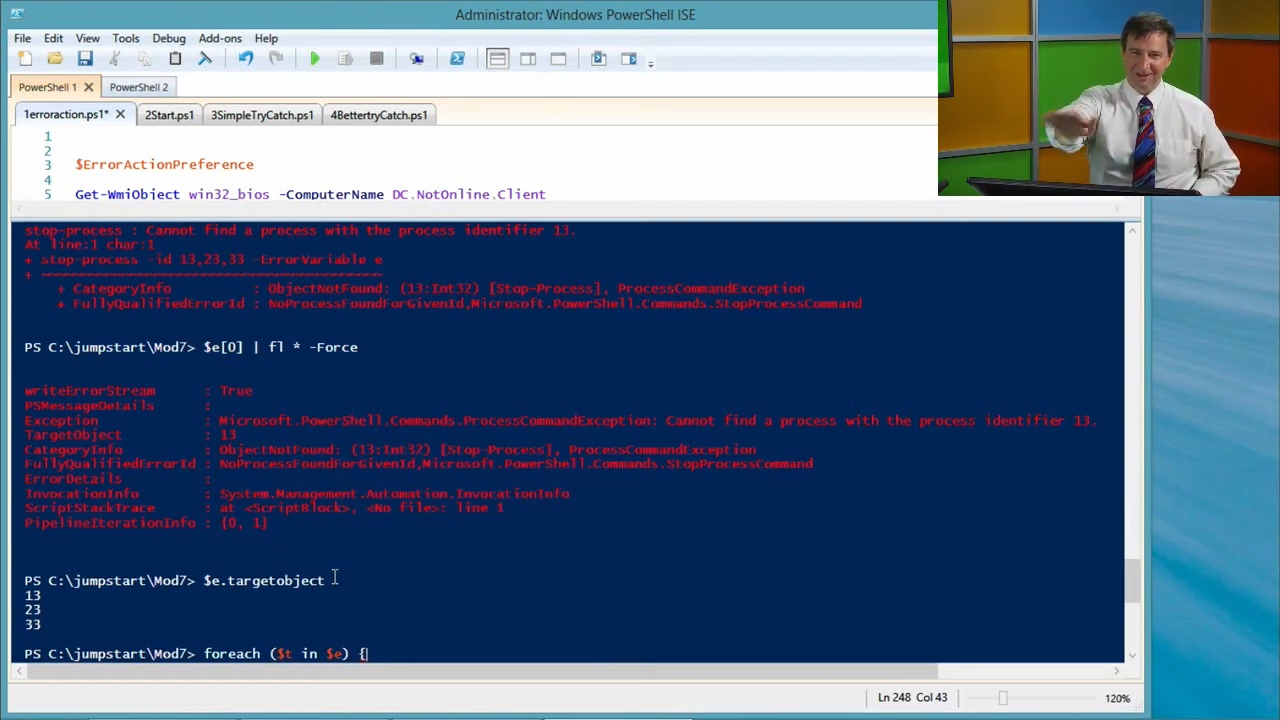 Administrator: Windows PowerShell ISE
File Edit View Tools Debug Add-ons Help
PowerShell 1 PowerShell 2
1erroraction.ps1* 2Start.ps1 3SimpleTryCatch.ps1 4BettertryCatch.ps1
1
2
3 $ErrorActionPreference
4
5 Get-WmiObject win32_bios -ComputerName DC.NotOnline.Client
stop-process : Cannot find a process with the process identifier 13.
At line:1 char:1
+ stop-process -id 13,23,33 -ErrorVariable e
+ ~~~~~~~~~~~~~~~~~~~~~~~~~~~~~~~~~~~~~~~~~~
+ CategoryInfo : ObjectNotFound: (13:Int32) [Stop-Process], ProcessCommandException
+ FullyQualifiedErrorId : NoProcessFoundForGivenId,Microsoft.PowerShell.Commands.StopProcessCommand
PS C:\jumpstart\Mod7> $e[0] | fl * -Force
writeErrorStream : True
PSMessageDetails :
Exception : Microsoft.PowerShell.Commands.ProcessCommandException: Cannot find a process with the process identifier 13.
TargetObject : 13
CategoryInfo : ObjectNotFound: (13:Int32) [Stop-Process], ProcessCommandException
FullyQualifiedErrorId : NoProcessFoundForGivenId,Microsoft.PowerShell.Commands.StopProcessCommand
ErrorDetails :
InvocationInfo : System.Management.Automation.InvocationInfo
ScriptStackTrace : at <ScriptBlock>, <No file>: line 1
PipelineIterationInfo : {0, 1}
PS C:\jumpstart\Mod7> $e.targetobject
13
23
33
PS C:\jumpstart\Mod7> foreach ($t in $e) {
Ln 248 Col 43 120%